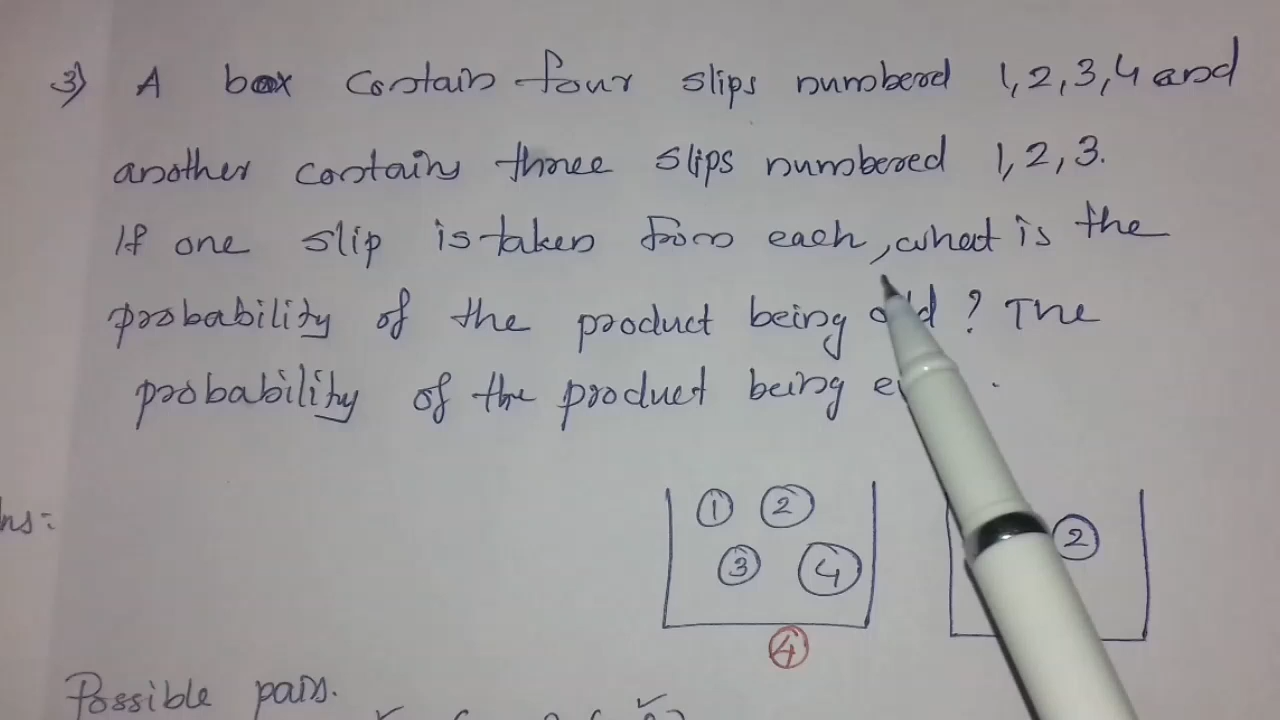 3) A box contain four slips numbered 1,2,3,4 and
another contains three slips numbered 1, 2, 3.
If one slip is taken from each, what is the
probability of the product being odd ? The
probability of the product being
① ②
③ ④
②
④
Possible pairs.